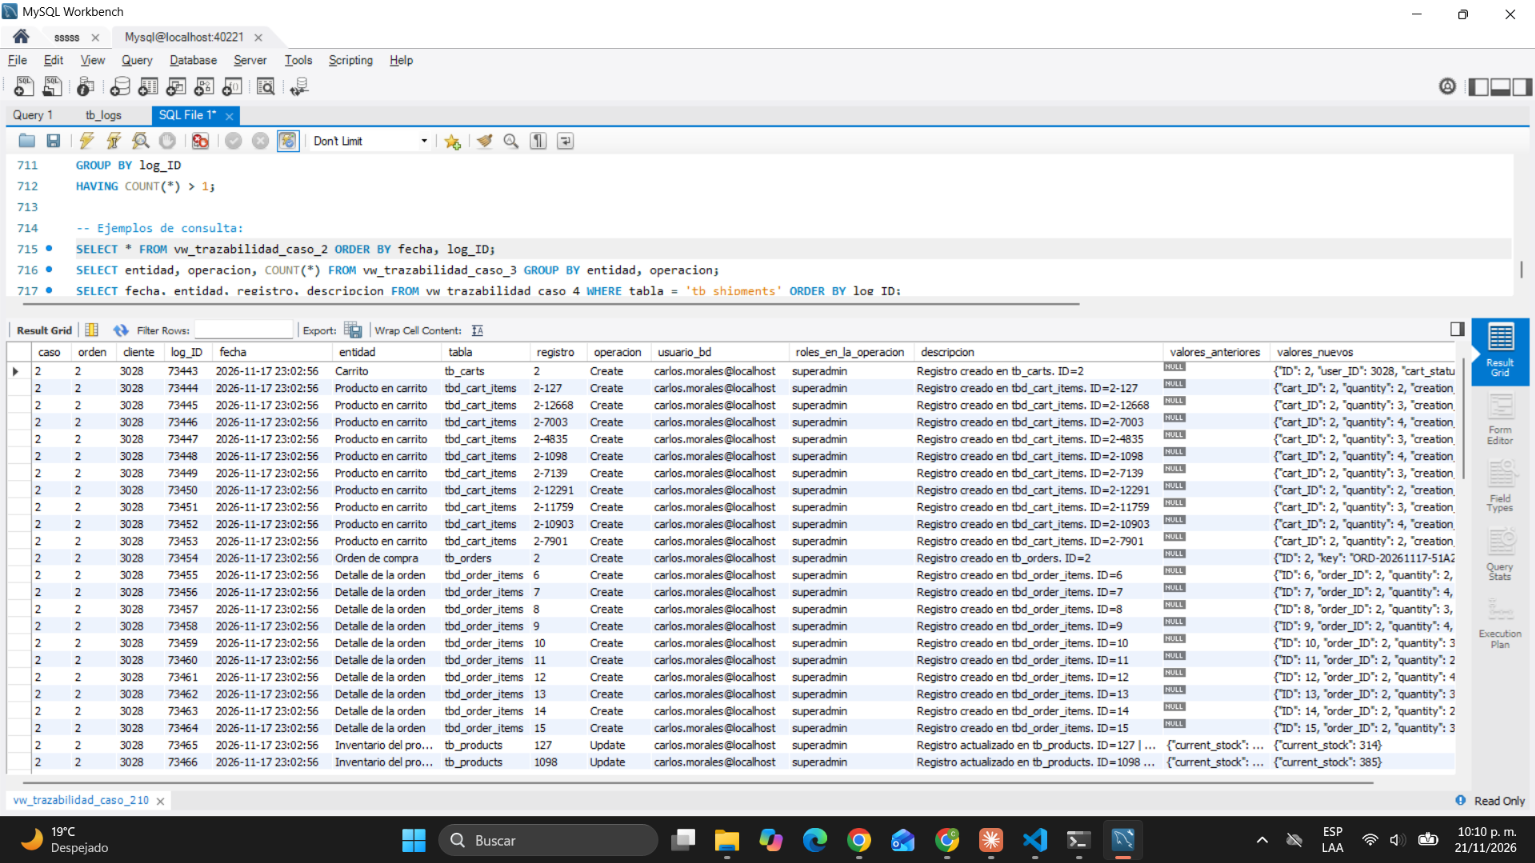 MySQL Workbench
sssss
Mysql@localhost:40221
File Edit View Query Database Server Tools Scripting Help
Query 1 tb_logs SQL File 1*
Don't Limit
711 GROUP BY log_ID
712 HAVING COUNT(*) > 1;
713
714 -- Ejemplos de consulta:
715 SELECT * FROM vw_trazabilidad_caso_2 ORDER BY fecha, log_ID;
716 SELECT entidad, operacion, COUNT(*) FROM vw_trazabilidad_caso_3 GROUP BY entidad, operacion;
717 SELECT fecha, entidad, registro, descripcion FROM vw_trazabilidad_caso_4 WHERE tabla = 'tb_shipments' ORDER BY log_ID;
Result Grid Filter Rows: Export: Wrap Cell Content:
caso orden cliente log_ID fecha entidad tabla registro operacion usuario_bd roles_en_la_operacion descripcion valores_anteriores valores_nuevos
2 2 3028 73443 2026-11-17 23:02:56 Carrito tb_carts 2 Create carlos.morales@localhost superadmin Registro creado en tb_carts. ID=2 NULL {"ID": 2, "user_ID": 3028, "cart_statu
2 2 3028 73444 2026-11-17 23:02:56 Producto en carrito tbd_cart_items 2-127 Create carlos.morales@localhost superadmin Registro creado en tbd_cart_items. ID=2-127 NULL {"cart_ID": 2, "quantity": 2, "creation_
2 2 3028 73445 2026-11-17 23:02:56 Producto en carrito tbd_cart_items 2-12668 Create carlos.morales@localhost superadmin Registro creado en tbd_cart_items. ID=2-12668 NULL {"cart_ID": 2, "quantity": 3, "creation_
2 2 3028 73446 2026-11-17 23:02:56 Producto en carrito tbd_cart_items 2-7003 Create carlos.morales@localhost superadmin Registro creado en tbd_cart_items. ID=2-7003 NULL {"cart_ID": 2, "quantity": 4, "creation_
2 2 3028 73447 2026-11-17 23:02:56 Producto en carrito tbd_cart_items 2-4835 Create carlos.morales@localhost superadmin Registro creado en tbd_cart_items. ID=2-4835 NULL {"cart_ID": 2, "quantity": 3, "creation_
2 2 3028 73448 2026-11-17 23:02:56 Producto en carrito tbd_cart_items 2-1098 Create carlos.morales@localhost superadmin Registro creado en tbd_cart_items. ID=2-1098 NULL {"cart_ID": 2, "quantity": 4, "creation_
2 2 3028 73449 2026-11-17 23:02:56 Producto en carrito tbd_cart_items 2-7139 Create carlos.morales@localhost superadmin Registro creado en tbd_cart_items. ID=2-7139 NULL {"cart_ID": 2, "quantity": 3, "creation_
2 2 3028 73450 2026-11-17 23:02:56 Producto en carrito tbd_cart_items 2-12291 Create carlos.morales@localhost superadmin Registro creado en tbd_cart_items. ID=2-12291 NULL {"cart_ID": 2, "quantity": 2, "creation_
2 2 3028 73451 2026-11-17 23:02:56 Producto en carrito tbd_cart_items 2-11759 Create carlos.morales@localhost superadmin Registro creado en tbd_cart_items. ID=2-11759 NULL {"cart_ID": 2, "quantity": 3, "creation_
2 2 3028 73452 2026-11-17 23:02:56 Producto en carrito tbd_cart_items 2-10903 Create carlos.morales@localhost superadmin Registro creado en tbd_cart_items. ID=2-10903 NULL {"cart_ID": 2, "quantity": 4, "creation_
2 2 3028 73453 2026-11-17 23:02:56 Producto en carrito tbd_cart_items 2-7901 Create carlos.morales@localhost superadmin Registro creado en tbd_cart_items. ID=2-7901 NULL {"cart_ID": 2, "quantity": 2, "creation_
2 2 3028 73454 2026-11-17 23:02:56 Orden de compra tb_orders 2 Create carlos.morales@localhost superadmin Registro creado en tb_orders. ID=2 NULL {"ID": 2, "key": "ORD-20261117-51A2
2 2 3028 73455 2026-11-17 23:02:56 Detalle de la orden tbd_order_items 6 Create carlos.morales@localhost superadmin Registro creado en tbd_order_items. ID=6 NULL {"ID": 6, "order_ID": 2, "quantity": 2,
2 2 3028 73456 2026-11-17 23:02:56 Detalle de la orden tbd_order_items 7 Create carlos.morales@localhost superadmin Registro creado en tbd_order_items. ID=7 NULL {"ID": 7, "order_ID": 2, "quantity": 4,
2 2 3028 73457 2026-11-17 23:02:56 Detalle de la orden tbd_order_items 8 Create carlos.morales@localhost superadmin Registro creado en tbd_order_items. ID=8 NULL {"ID": 8, "order_ID": 2, "quantity": 3,
2 2 3028 73458 2026-11-17 23:02:56 Detalle de la orden tbd_order_items 9 Create carlos.morales@localhost superadmin Registro creado en tbd_order_items. ID=9 NULL {"ID": 9, "order_ID": 2, "quantity": 4,
2 2 3028 73459 2026-11-17 23:02:56 Detalle de la orden tbd_order_items 10 Create carlos.morales@localhost superadmin Registro creado en tbd_order_items. ID=10 NULL {"ID": 10, "order_ID": 2, "quantity": 3
2 2 3028 73460 2026-11-17 23:02:56 Detalle de la orden tbd_order_items 11 Create carlos.morales@localhost superadmin Registro creado en tbd_order_items. ID=11 NULL {"ID": 11, "order_ID": 2, "quantity": 2
2 2 3028 73461 2026-11-17 23:02:56 Detalle de la orden tbd_order_items 12 Create carlos.morales@localhost superadmin Registro creado en tbd_order_items. ID=12 NULL {"ID": 12, "order_ID": 2, "quantity": 4
2 2 3028 73462 2026-11-17 23:02:56 Detalle de la orden tbd_order_items 13 Create carlos.morales@localhost superadmin Registro creado en tbd_order_items. ID=13 NULL {"ID": 13, "order_ID": 2, "quantity": 3
2 2 3028 73463 2026-11-17 23:02:56 Detalle de la orden tbd_order_items 14 Create carlos.morales@localhost superadmin Registro creado en tbd_order_items. ID=14 NULL {"ID": 14, "order_ID": 2, "quantity": 2
2 2 3028 73464 2026-11-17 23:02:56 Detalle de la orden tbd_order_items 15 Create carlos.morales@localhost superadmin Registro creado en tbd_order_items. ID=15 NULL {"ID": 15, "order_ID": 2, "quantity": 3
2 2 3028 73465 2026-11-17 23:02:56 Inventario del pro... tb_products 127 Update carlos.morales@localhost superadmin Registro actualizado en tb_products. ID=127 | ... {"current_stock": ... {"current_stock": 314}
2 2 3028 73466 2026-11-17 23:02:56 Inventario del pro... tb_products 1098 Update carlos.morales@localhost superadmin Registro actualizado en tb_products. ID=1098 ... {"current_stock": ... {"current_stock": 385}
Result Grid
Form Editor
Field Types
Query Stats
Execution Plan
vw_trazabilidad_caso_210
Read Only
19°C
Despejado
Buscar
ESP
LAA
10:10 p. m.
21/11/2026